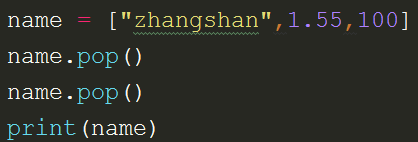 name = ["zhangshan",1.55,100]
name.pop()
name.pop()
print(name)